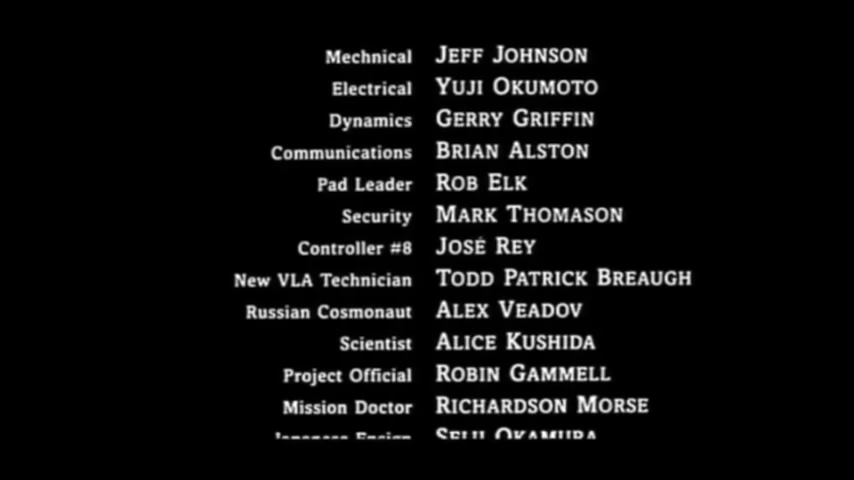 Mechnical JEFF JOHNSON
Electrical YUJI OKUMOTO
Dynamics GERRY GRIFFIN
Communications BRIAN ALSTON
Pad Leader ROB ELK
Security MARK THOMASON
Controller #8 JOSÉ REY
New VLA Technician TODD PATRICK BREAUGH
Russian Cosmonaut ALEX VEADOV
Scientist ALICE KUSHIDA
Project Official ROBIN GAMMELL
Mission Doctor RICHARDSON MORSE